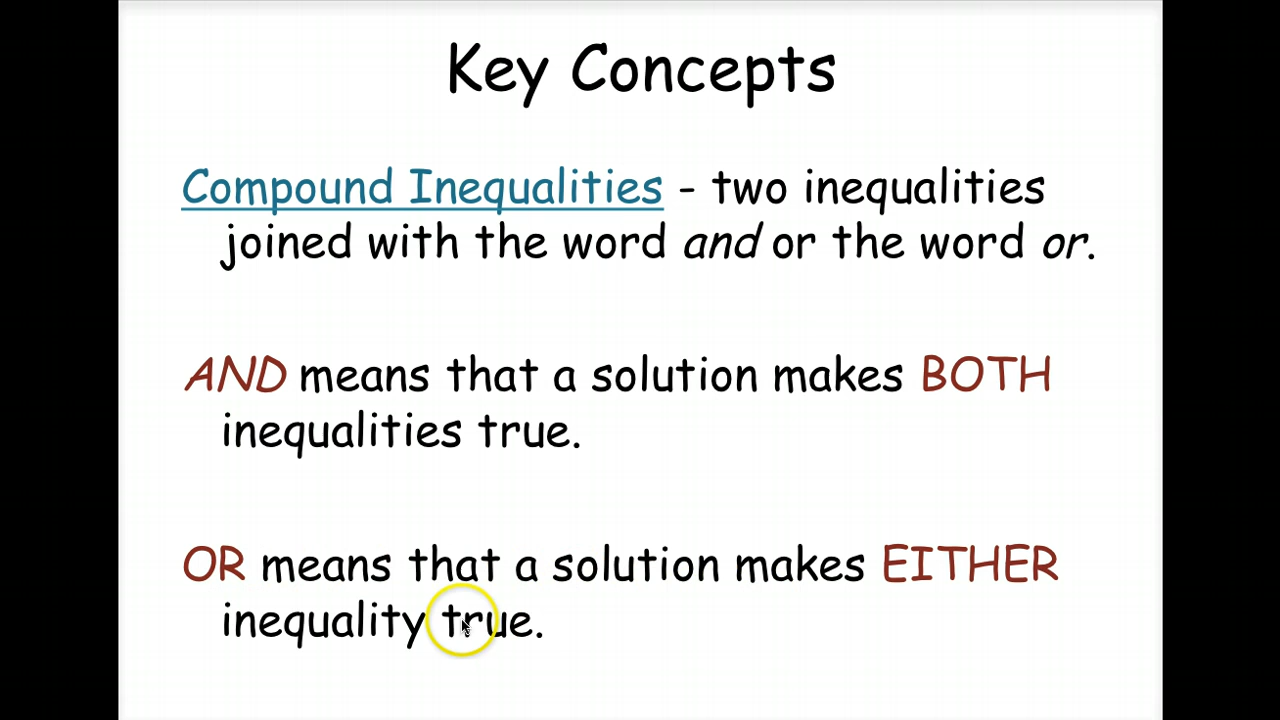 Key Concepts
Compound Inequalities - two inequalities
joined with the word and or the word or.
AND means that a solution makes BOTH
inequalities true.
OR means that a solution makes EITHER
inequality true.